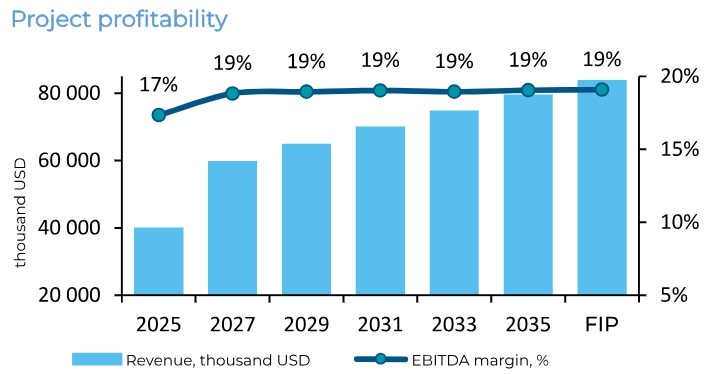 Project profitability
17% 19% 19% 19% 19% 19% 19%
80 000 20%
60 000 15%
40 000 10%
20 000 5%
thousand USD
2025 2027 2029 2031 2033 2035 FIP
Revenue, thousand USD EBITDA margin, %